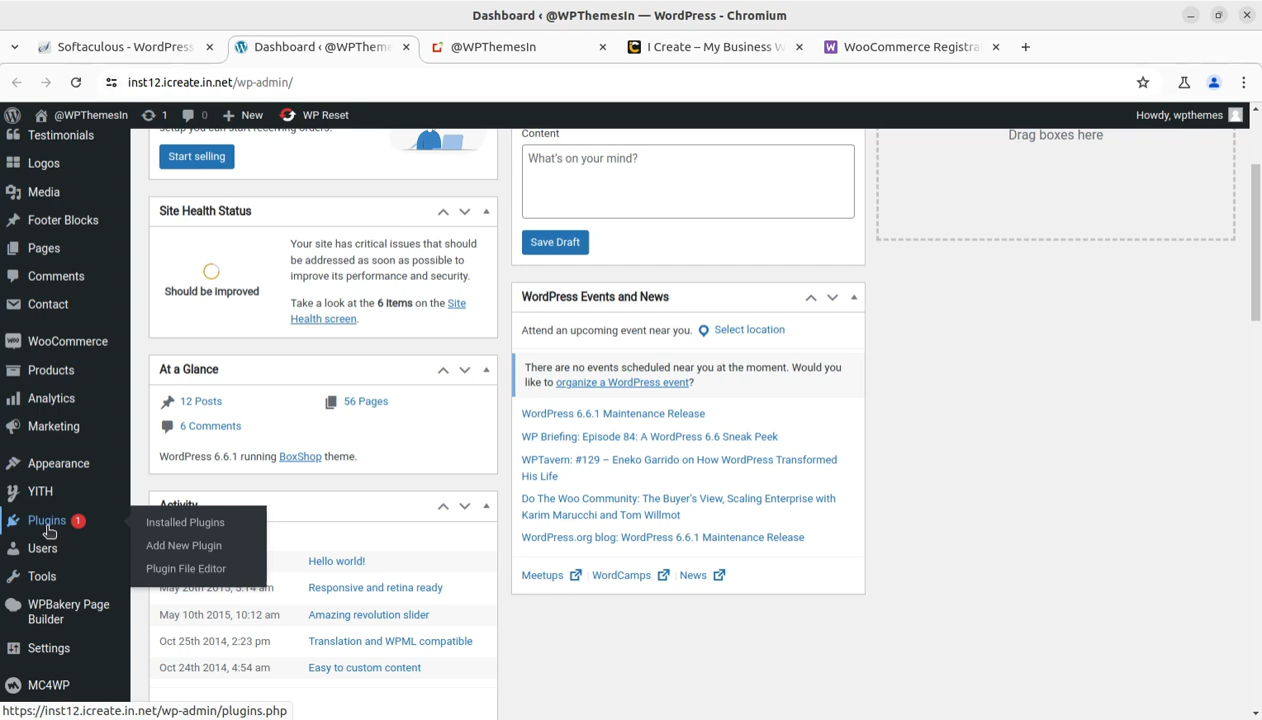 Dashboard ‹ @WPThemesIn — WordPress - Chromium
Softaculous - WordPress
Dashboard ‹ @WPTheme
@WPThemesIn
I Create – My Business W
WooCommerce Registra
inst12.icreate.in.net/wp-admin/
@WPThemesIn
1
0
New
WP Reset
Howdy, wpthemes
Testimonials
Logos
Media
Footer Blocks
Pages
Comments
Contact
WooCommerce
Products
Analytics
Marketing
Appearance
YITH
Plugins 1
Users
Tools
WPBakery Page
Builder
Settings
MC4WP
Installed Plugins
Add New Plugin
Plugin File Editor
setup you can start receiving orders.
Start selling
Site Health Status
Should be improved
Your site has critical issues that should
be addressed as soon as possible to
improve its performance and security.
Take a look at the 6 items on the Site
Health screen.
At a Glance
12 Posts
56 Pages
6 Comments
WordPress 6.6.1 running BoxShop theme.
Activity
Hello world!
May 20th 2015, 5:14 am
Responsive and retina ready
May 10th 2015, 10:12 am
Amazing revolution slider
Oct 25th 2014, 2:23 pm
Translation and WPML compatible
Oct 24th 2014, 4:54 am
Easy to custom content
Content
What's on your mind?
Save Draft
WordPress Events and News
Attend an upcoming event near you.
Select location
There are no events scheduled near you at the moment. Would you
like to organize a WordPress event?
WordPress 6.6.1 Maintenance Release
WP Briefing: Episode 84: A WordPress 6.6 Sneak Peek
WPTavern: #129 – Eneko Garrido on How WordPress Transformed
His Life
Do The Woo Community: The Buyer's View, Scaling Enterprise with
Karim Marucchi and Tom Willmot
WordPress.org blog: WordPress 6.6.1 Maintenance Release
Meetups
WordCamps
News
Drag boxes here
https://inst12.icreate.in.net/wp-admin/plugins.php